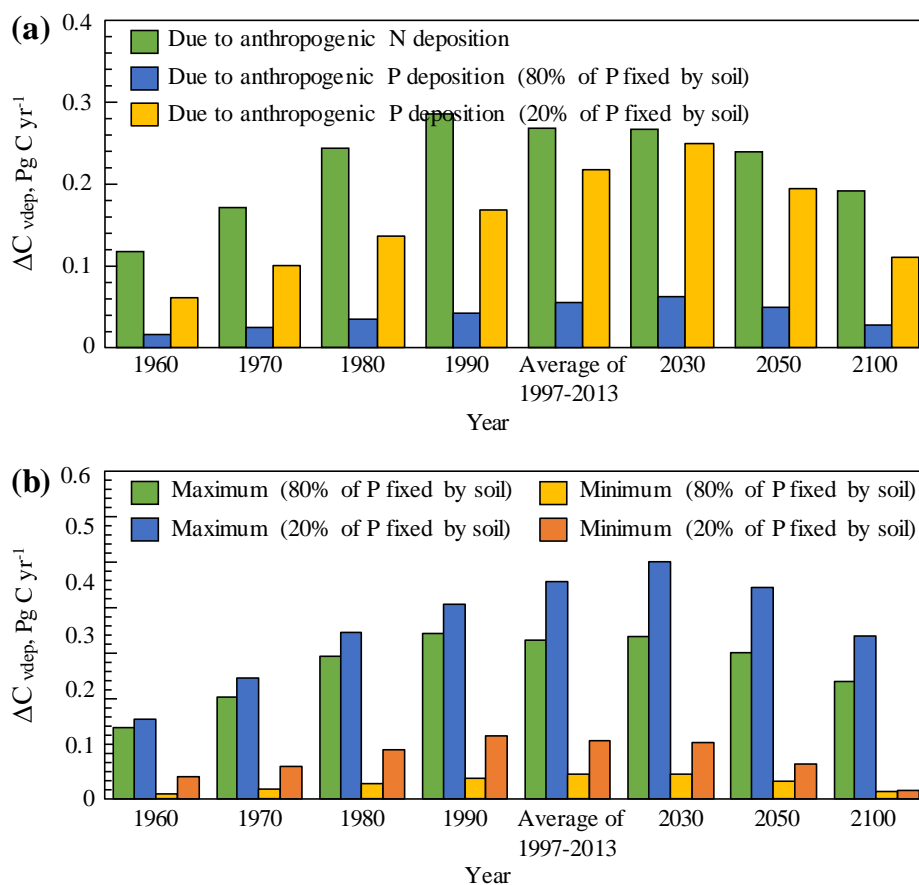 (a)
0.4
0.3
0.2
0.1
0
ΔC vdep, Pg C yr-1
Due to anthropogenic N deposition
Due to anthropogenic P deposition (80% of P fixed by soil)
Due to anthropogenic P deposition (20% of P fixed by soil)
1960 1970 1980 1990 Average of 2030 2050 2100
1997-2013
Year
(b)
0.6
0.5
0.4
0.3
0.2
0.1
0
ΔC vdep, Pg C yr-1
Maximum (80% of P fixed by soil) Minimum (80% of P fixed by soil)
Maximum (20% of P fixed by soil) Minimum (20% of P fixed by soil)
1960 1970 1980 1990 Average of 2030 2050 2100
1997-2013
Year